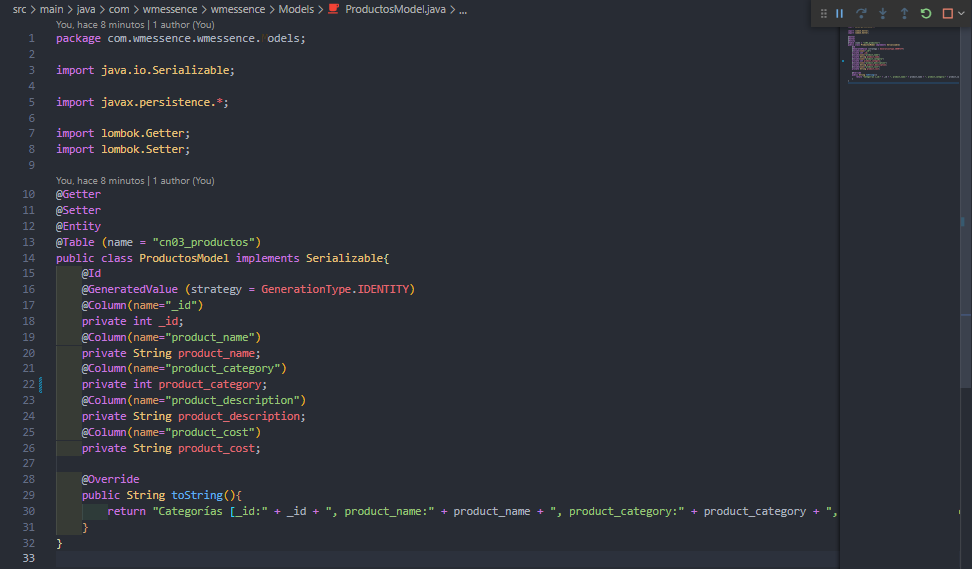 src > main > java > com > wmessence > wmessence > Models > ProductosModel.java > ...
You, hace 8 minutos | 1 author (You)
1 package com.wmessence.wmessence. odels;
2
3 import java.io.Serializable;
4
5 import javax.persistence.*;
6
7 import lombok.Getter;
8 import lombok.Setter;
9
You, hace 8 minutos | 1 author (You)
10 @Getter
11 @Setter
12 @Entity
13 @Table (name = "cn03_productos")
14 public class ProductosModel implements Serializable{
15 @Id
16 @GeneratedValue (strategy = GenerationType.IDENTITY)
17 @Column(name="_id")
18 private int _id;
19 @Column(name="product_name")
20 private String product_name;
21 @Column(name="product_category")
22 private int product_category;
23 @Column(name="product_description")
24 private String product_description;
25 @Column(name="product_cost")
26 private String product_cost;
27
28 @Override
29 public String toString(){
30 return "Categorías [_id:" + _id + ", product_name:" + product_name + ", product_category:" + product_category + ",
31 }
32 }
33